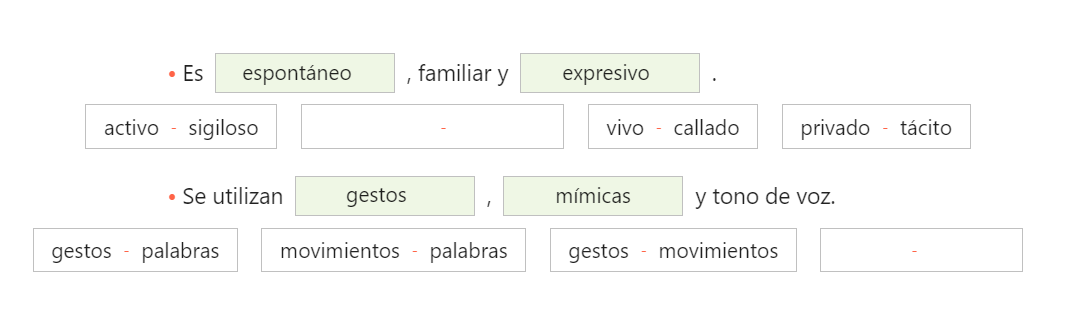 • Es espontáneo , familiar y expresivo .
activo - sigiloso - vivo - callado privado - tácito
• Se utilizan gestos , mímicas y tono de voz.
gestos - palabras movimientos - palabras gestos - movimientos -